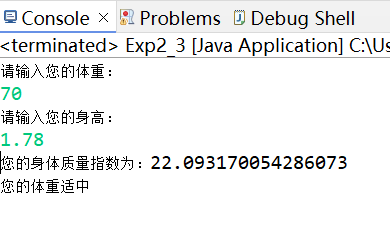 Console Problems Debug Shell
<terminated> Exp2_3 [Java Application] C:\Us
请输入您的体重：
70
请输入您的身高：
1.78
您的身体质量指数为：22.093170054286073
您的体重适中